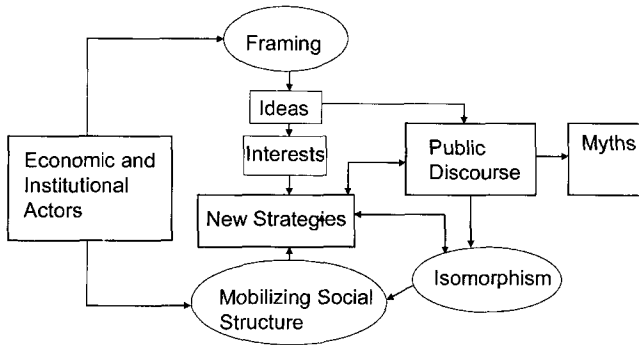 Framing
Ideas
Interests
Economic and
Institutional
Actors
Public
Discourse
Myths
New Strategies
Isomorphism
Mobilizing Social
Structure